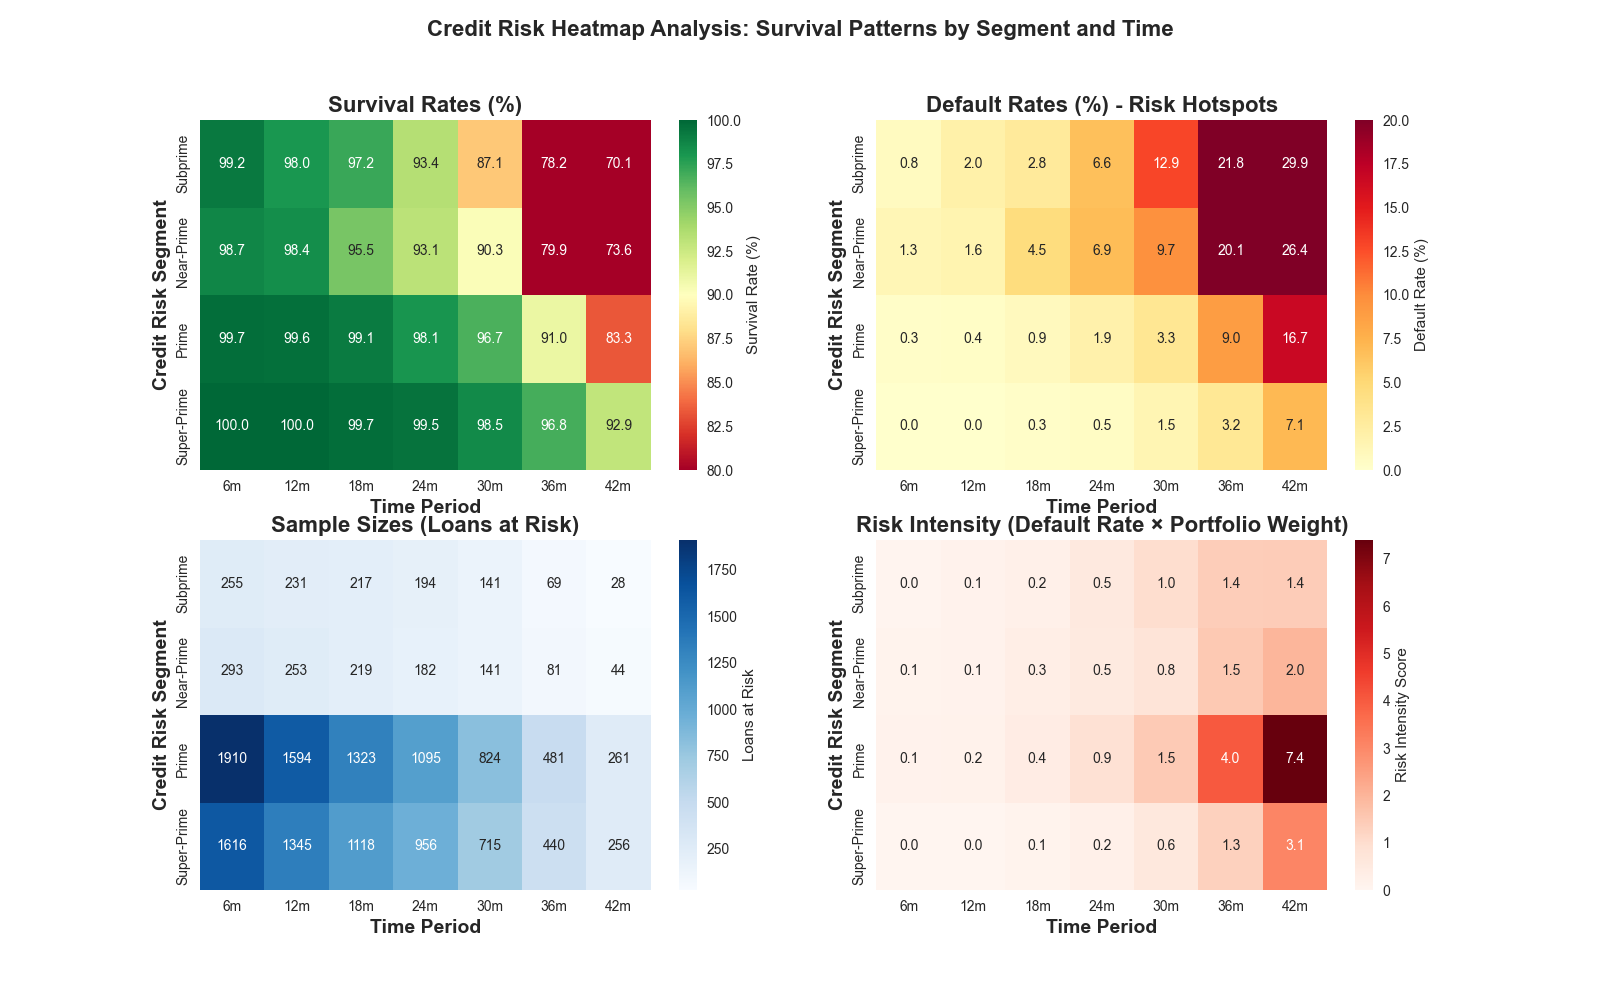 Credit Risk Heatmap Analysis: Survival Patterns by Segment and Time
Survival Rates (%)
Credit Risk Segment
Subprime 99.2 98.0 97.2 93.4 87.1 78.2 70.1
Near-Prime 98.7 98.4 95.5 93.1 90.3 79.9 73.6
Prime 99.7 99.6 99.1 98.1 96.7 91.0 83.3
Super-Prime 100.0 100.0 99.7 99.5 98.5 96.8 92.9
6m 12m 18m 24m 30m 36m 42m
Time Period
100.0
97.5
95.0
92.5
90.0
87.5
85.0
82.5
80.0
Survival Rate (%)
Default Rates (%) - Risk Hotspots
Credit Risk Segment
Subprime 0.8 2.0 2.8 6.6 12.9 21.8 29.9
Near-Prime 1.3 1.6 4.5 6.9 9.7 20.1 26.4
Prime 0.3 0.4 0.9 1.9 3.3 9.0 16.7
Super-Prime 0.0 0.0 0.3 0.5 1.5 3.2 7.1
6m 12m 18m 24m 30m 36m 42m
Time Period
20.0
17.5
15.0
12.5
10.0
7.5
5.0
2.5
0.0
Default Rate (%)
Sample Sizes (Loans at Risk)
Credit Risk Segment
Subprime 255 231 217 194 141 69 28
Near-Prime 293 253 219 182 141 81 44
Prime 1910 1594 1323 1095 824 481 261
Super-Prime 1616 1345 1118 956 715 440 256
6m 12m 18m 24m 30m 36m 42m
Time Period
1750
1500
1250
1000
750
500
250
Loans at Risk
Risk Intensity (Default Rate × Portfolio Weight)
Credit Risk Segment
Subprime 0.0 0.1 0.2 0.5 1.0 1.4 1.4
Near-Prime 0.1 0.1 0.3 0.5 0.8 1.5 2.0
Prime 0.1 0.2 0.4 0.9 1.5 4.0 7.4
Super-Prime 0.0 0.0 0.1 0.2 0.6 1.3 3.1
6m 12m 18m 24m 30m 36m 42m
Time Period
7
6
5
4
3
2
1
0
Risk Intensity Score